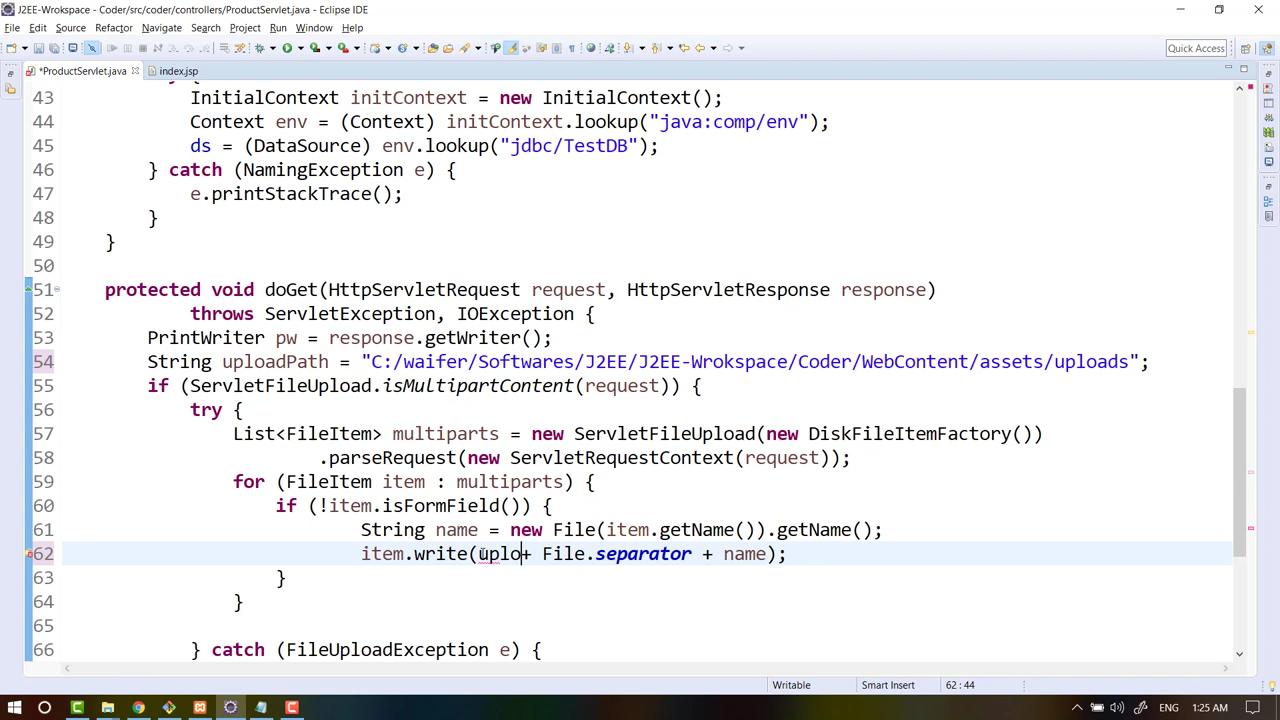 J2EE-Wrokspace - Coder/src/coder/controllers/ProductServlet.java - Eclipse IDE
File Edit Source Refactor Navigate Search Project Run Window Help
Quick Access
*ProductServlet.java index.jsp
43 InitialContext initContext = new InitialContext();
44 Context env = (Context) initContext.lookup("java:comp/env");
45 ds = (DataSource) env.lookup("jdbc/TestDB");
46 } catch (NamingException e) {
47 e.printStackTrace();
48 }
49 }
50
51 protected void doGet(HttpServletRequest request, HttpServletResponse response)
52 throws ServletException, IOException {
53 PrintWriter pw = response.getWriter();
54 String uploadPath = "C:/waifer/Softwares/J2EE/J2EE-Wrokspace/Coder/WebContent/assets/uploads";
55 if (ServletFileUpload.isMultipartContent(request)) {
56 try {
57 List<FileItem> multiparts = new ServletFileUpload(new DiskFileItemFactory())
58 .parseRequest(new ServletRequestContext(request));
59 for (FileItem item : multiparts) {
60 if (!item.isFormField()) {
61 String name = new File(item.getName()).getName();
62 item.write(uplo+ File.separator + name);
63 }
64 }
65
66 } catch (FileUploadException e) {
Writable Smart Insert 62 : 44
ENG 1:25 AM